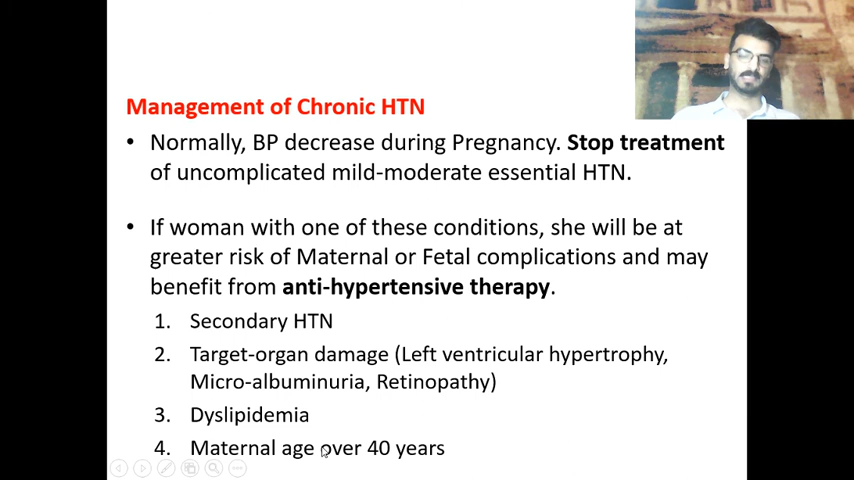 Management of Chronic HTN
• Normally, BP decrease during Pregnancy. Stop treatment
of uncomplicated mild-moderate essential HTN.
• If woman with one of these conditions, she will be at
greater risk of Maternal or Fetal complications and may
benefit from anti-hypertensive therapy.
1. Secondary HTN
2. Target-organ damage (Left ventricular hypertrophy,
Micro-albuminuria, Retinopathy)
3. Dyslipidemia
4. Maternal age over 40 years